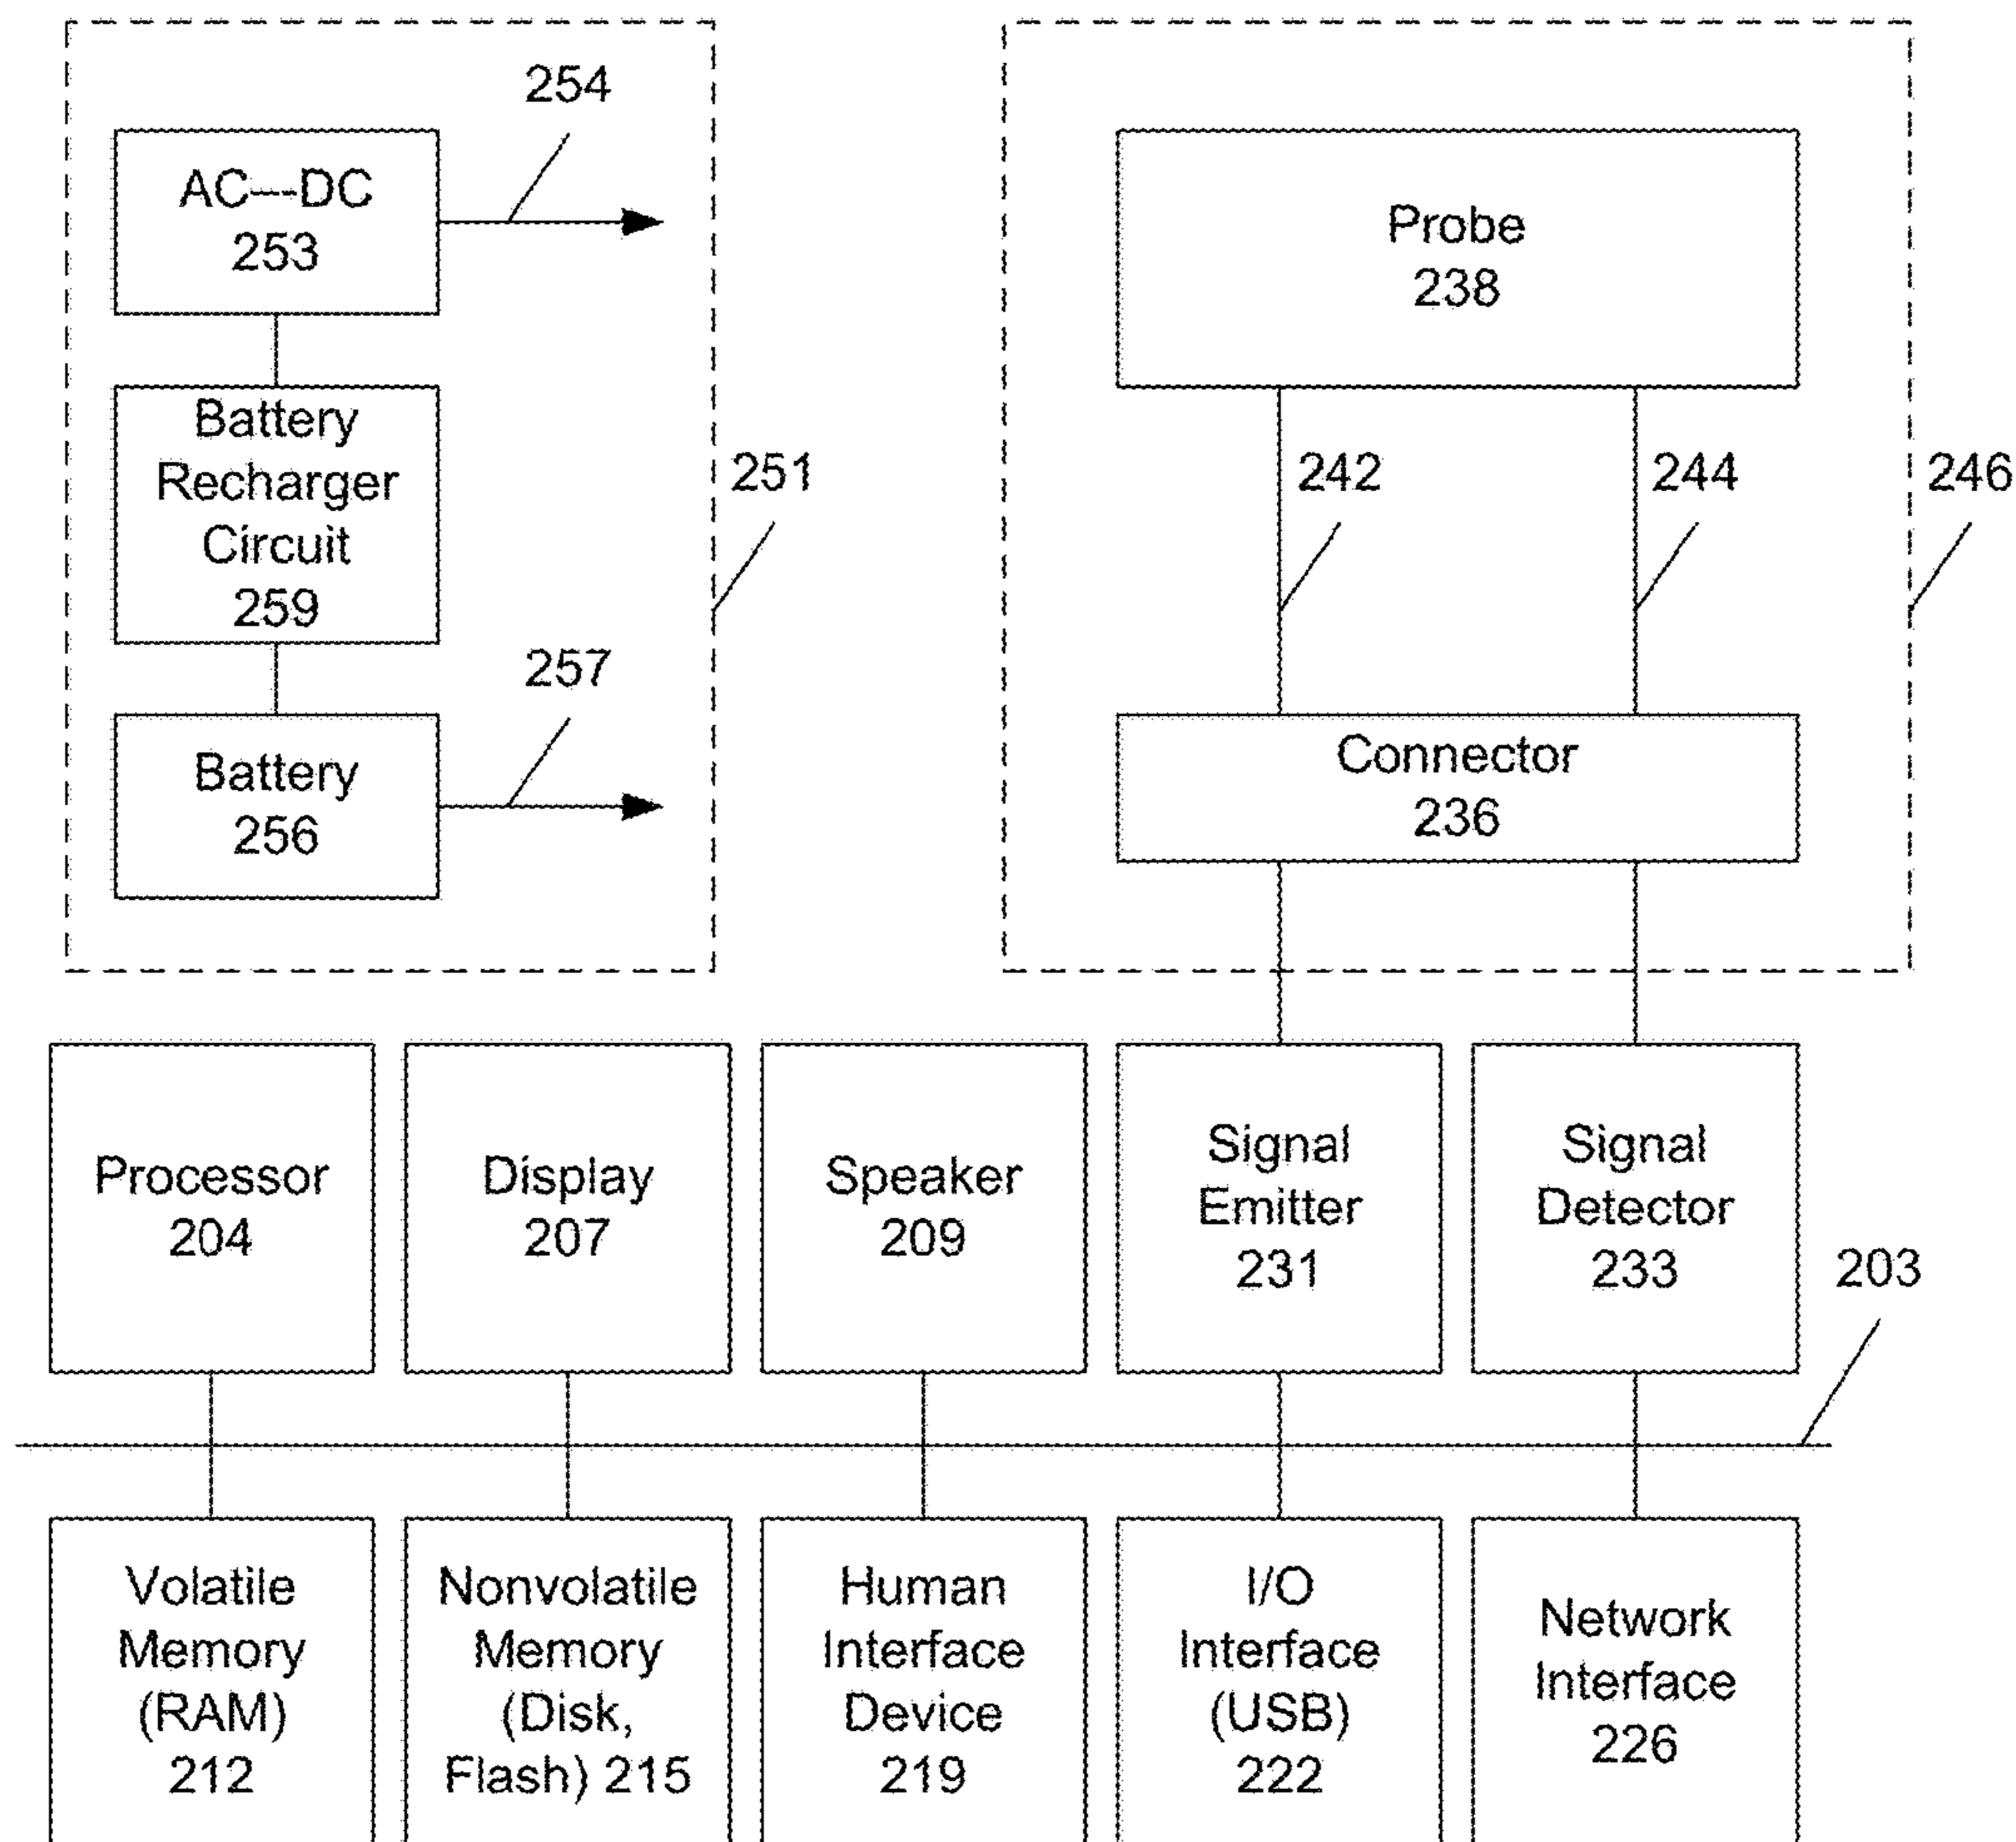 254
AC---DC
253
Probe
238
Battery
Recharger
Circuit
259
251
242
244
246
257
Battery
256
Connector
236
Processor
204
Display
207
Speaker
209
Signal
Emitter
231
Signal
Detector
233
203
Volatile
Memory
(RAM)
212
Nonvolatile
Memory
(Disk,
Flash) 215
Human
Interface
Device
219
I/O
Interface
(USB)
222
Network
Interface
226